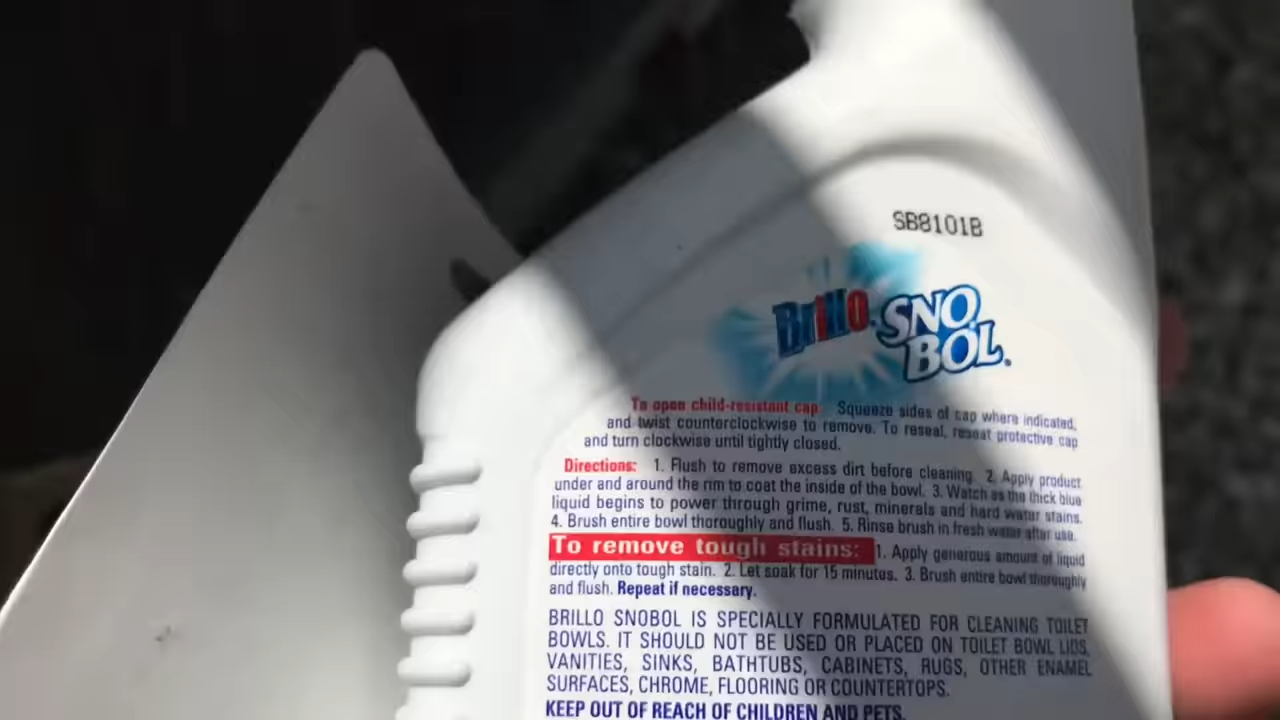 SB8101B
Brillo SNO
BOL
To open child-resistant cap: Squeeze sides of cap where indicated,
and twist counterclockwise to remove. To reseal, reseat protective cap
and turn clockwise until tightly closed.
Directions: 1. Flush to remove excess dirt before cleaning. 2. Apply product
under and around the rim to coat the inside of the bowl. 3. Watch as the thick blue
liquid begins to power through grime, rust, minerals and hard water stains.
4. Brush entire bowl thoroughly and flush. 5. Rinse brush in fresh water after use.
To remove tough stains: 1. Apply generous amount of liquid
directly onto tough stain. 2. Let soak for 15 minutes. 3. Brush entire bowl thoroughly
and flush. Repeat if necessary.
BRILLO SNOBOL IS SPECIALLY FORMULATED FOR CLEANING TOILET
BOWLS. IT SHOULD NOT BE USED OR PLACED ON TOILET BOWL LIDS,
VANITIES, SINKS, BATHTUBS, CABINETS, RUGS, OTHER ENAMEL
SURFACES, CHROME, FLOORING OR COUNTERTOPS.
KEEP OUT OF REACH OF CHILDREN AND PETS.